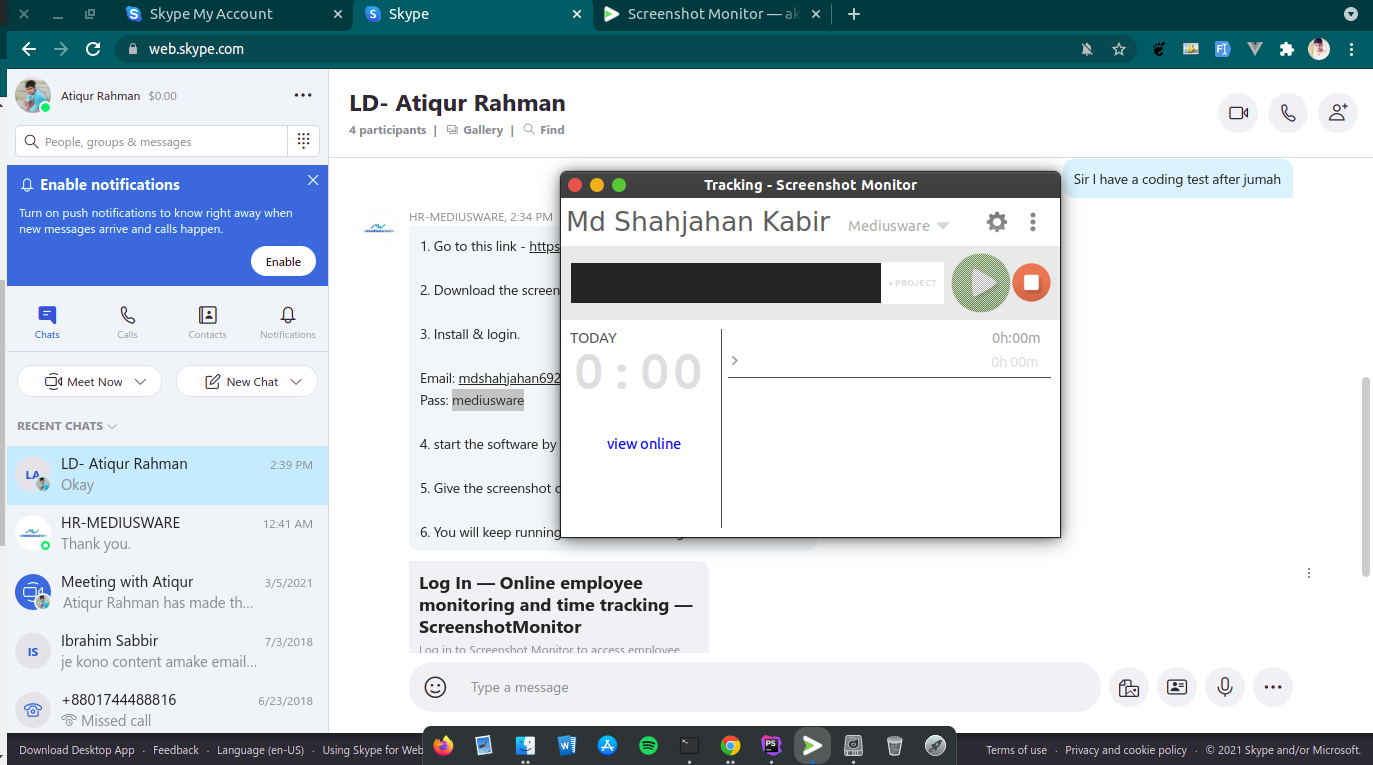 Skype My Account
Skype
Screenshot Monitor — ak
web.skype.com
Atiqur Rahman $0.00
People, groups & messages
Enable notifications
Turn on push notifications to know right away when
new messages arrive and calls happen.
Enable
Chats
Calls
Contacts
Notifications
Meet Now
New Chat
RECENT CHATS
LA
LD- Atiqur Rahman
2:39 PM
Okay
HR-MEDIUSWARE
12:41 AM
Thank you.
Meeting with Atiqur
3/5/2021
Atiqur Rahman has made th...
IS
Ibrahim Sabbir
7/3/2018
je kono content amake email...
+8801744488816
6/23/2018
Missed call
LD- Atiqur Rahman
4 participants | Gallery | Find
Sir I have a coding test after jumah
HR-MEDIUSWARE, 2:34 PM
1. Go to this link - https
2. Download the screen
3. Install & login.
Email: mdshahjahan692
Pass: mediusware
4. start the software by
5. Give the screenshot
6. You will keep running
Log In — Online employee
monitoring and time tracking —
ScreenshotMonitor
Log in to Screenshot Monitor to access employee
Type a message
Tracking - Screenshot Monitor
Md Shahjahan Kabir
Mediusware
+ PROJECT
TODAY
0:00
view online
0h:00m
0h 00m
Download Desktop App · Feedback · Language (en-US) · Using Skype for Web
Terms of use · Privacy and cookie policy · © 2021 Skype and/or Microsoft.